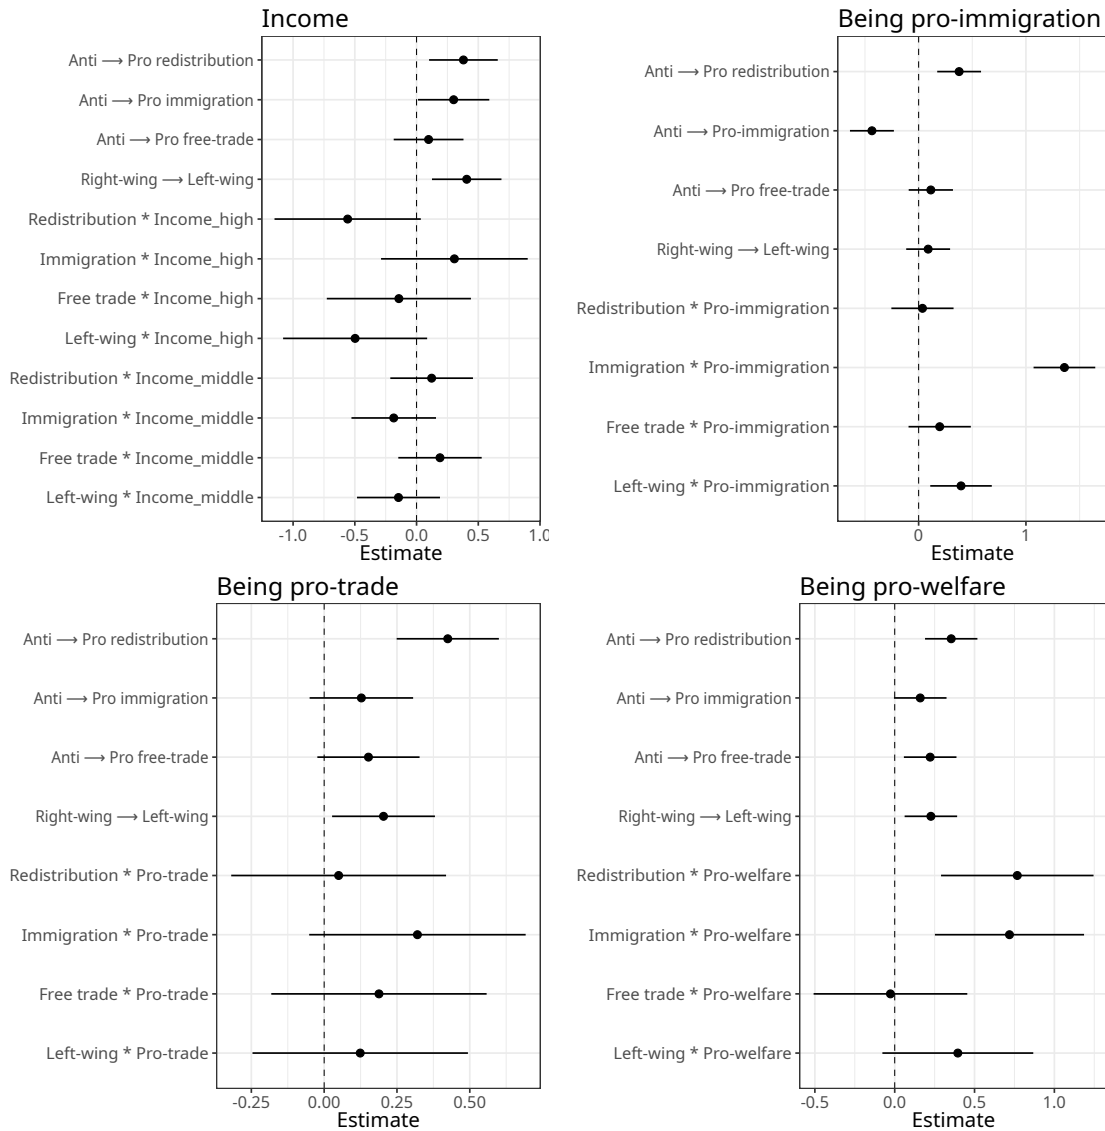 Income
Anti ⟶ Pro redistribution
Anti ⟶ Pro immigration
Anti ⟶ Pro free-trade
Right-wing ⟶ Left-wing
Redistribution * Income_high
Immigration * Income_high
Free trade * Income_high
Left-wing * Income_high
Redistribution * Income_middle
Immigration * Income_middle
Free trade * Income_middle
Left-wing * Income_middle
-1.0 -0.5 0.0 0.5 1.0
Estimate
Being pro-immigration
Anti ⟶ Pro redistribution
Anti ⟶ Pro-immigration
Anti ⟶ Pro free-trade
Right-wing ⟶ Left-wing
Redistribution * Pro-immigration
Immigration * Pro-immigration
Free trade * Pro-immigration
Left-wing * Pro-immigration
0 1
Estimate
Being pro-trade
Anti ⟶ Pro redistribution
Anti ⟶ Pro immigration
Anti ⟶ Pro free-trade
Right-wing ⟶ Left-wing
Redistribution * Pro-trade
Immigration * Pro-trade
Free trade * Pro-trade
Left-wing * Pro-trade
-0.25 0.00 0.25 0.50
Estimate
Being pro-welfare
Anti ⟶ Pro redistribution
Anti ⟶ Pro immigration
Anti ⟶ Pro free-trade
Right-wing ⟶ Left-wing
Redistribution * Pro-welfare
Immigration * Pro-welfare
Free trade * Pro-welfare
Left-wing * Pro-welfare
-0.5 0.0 0.5 1.0
Estimate